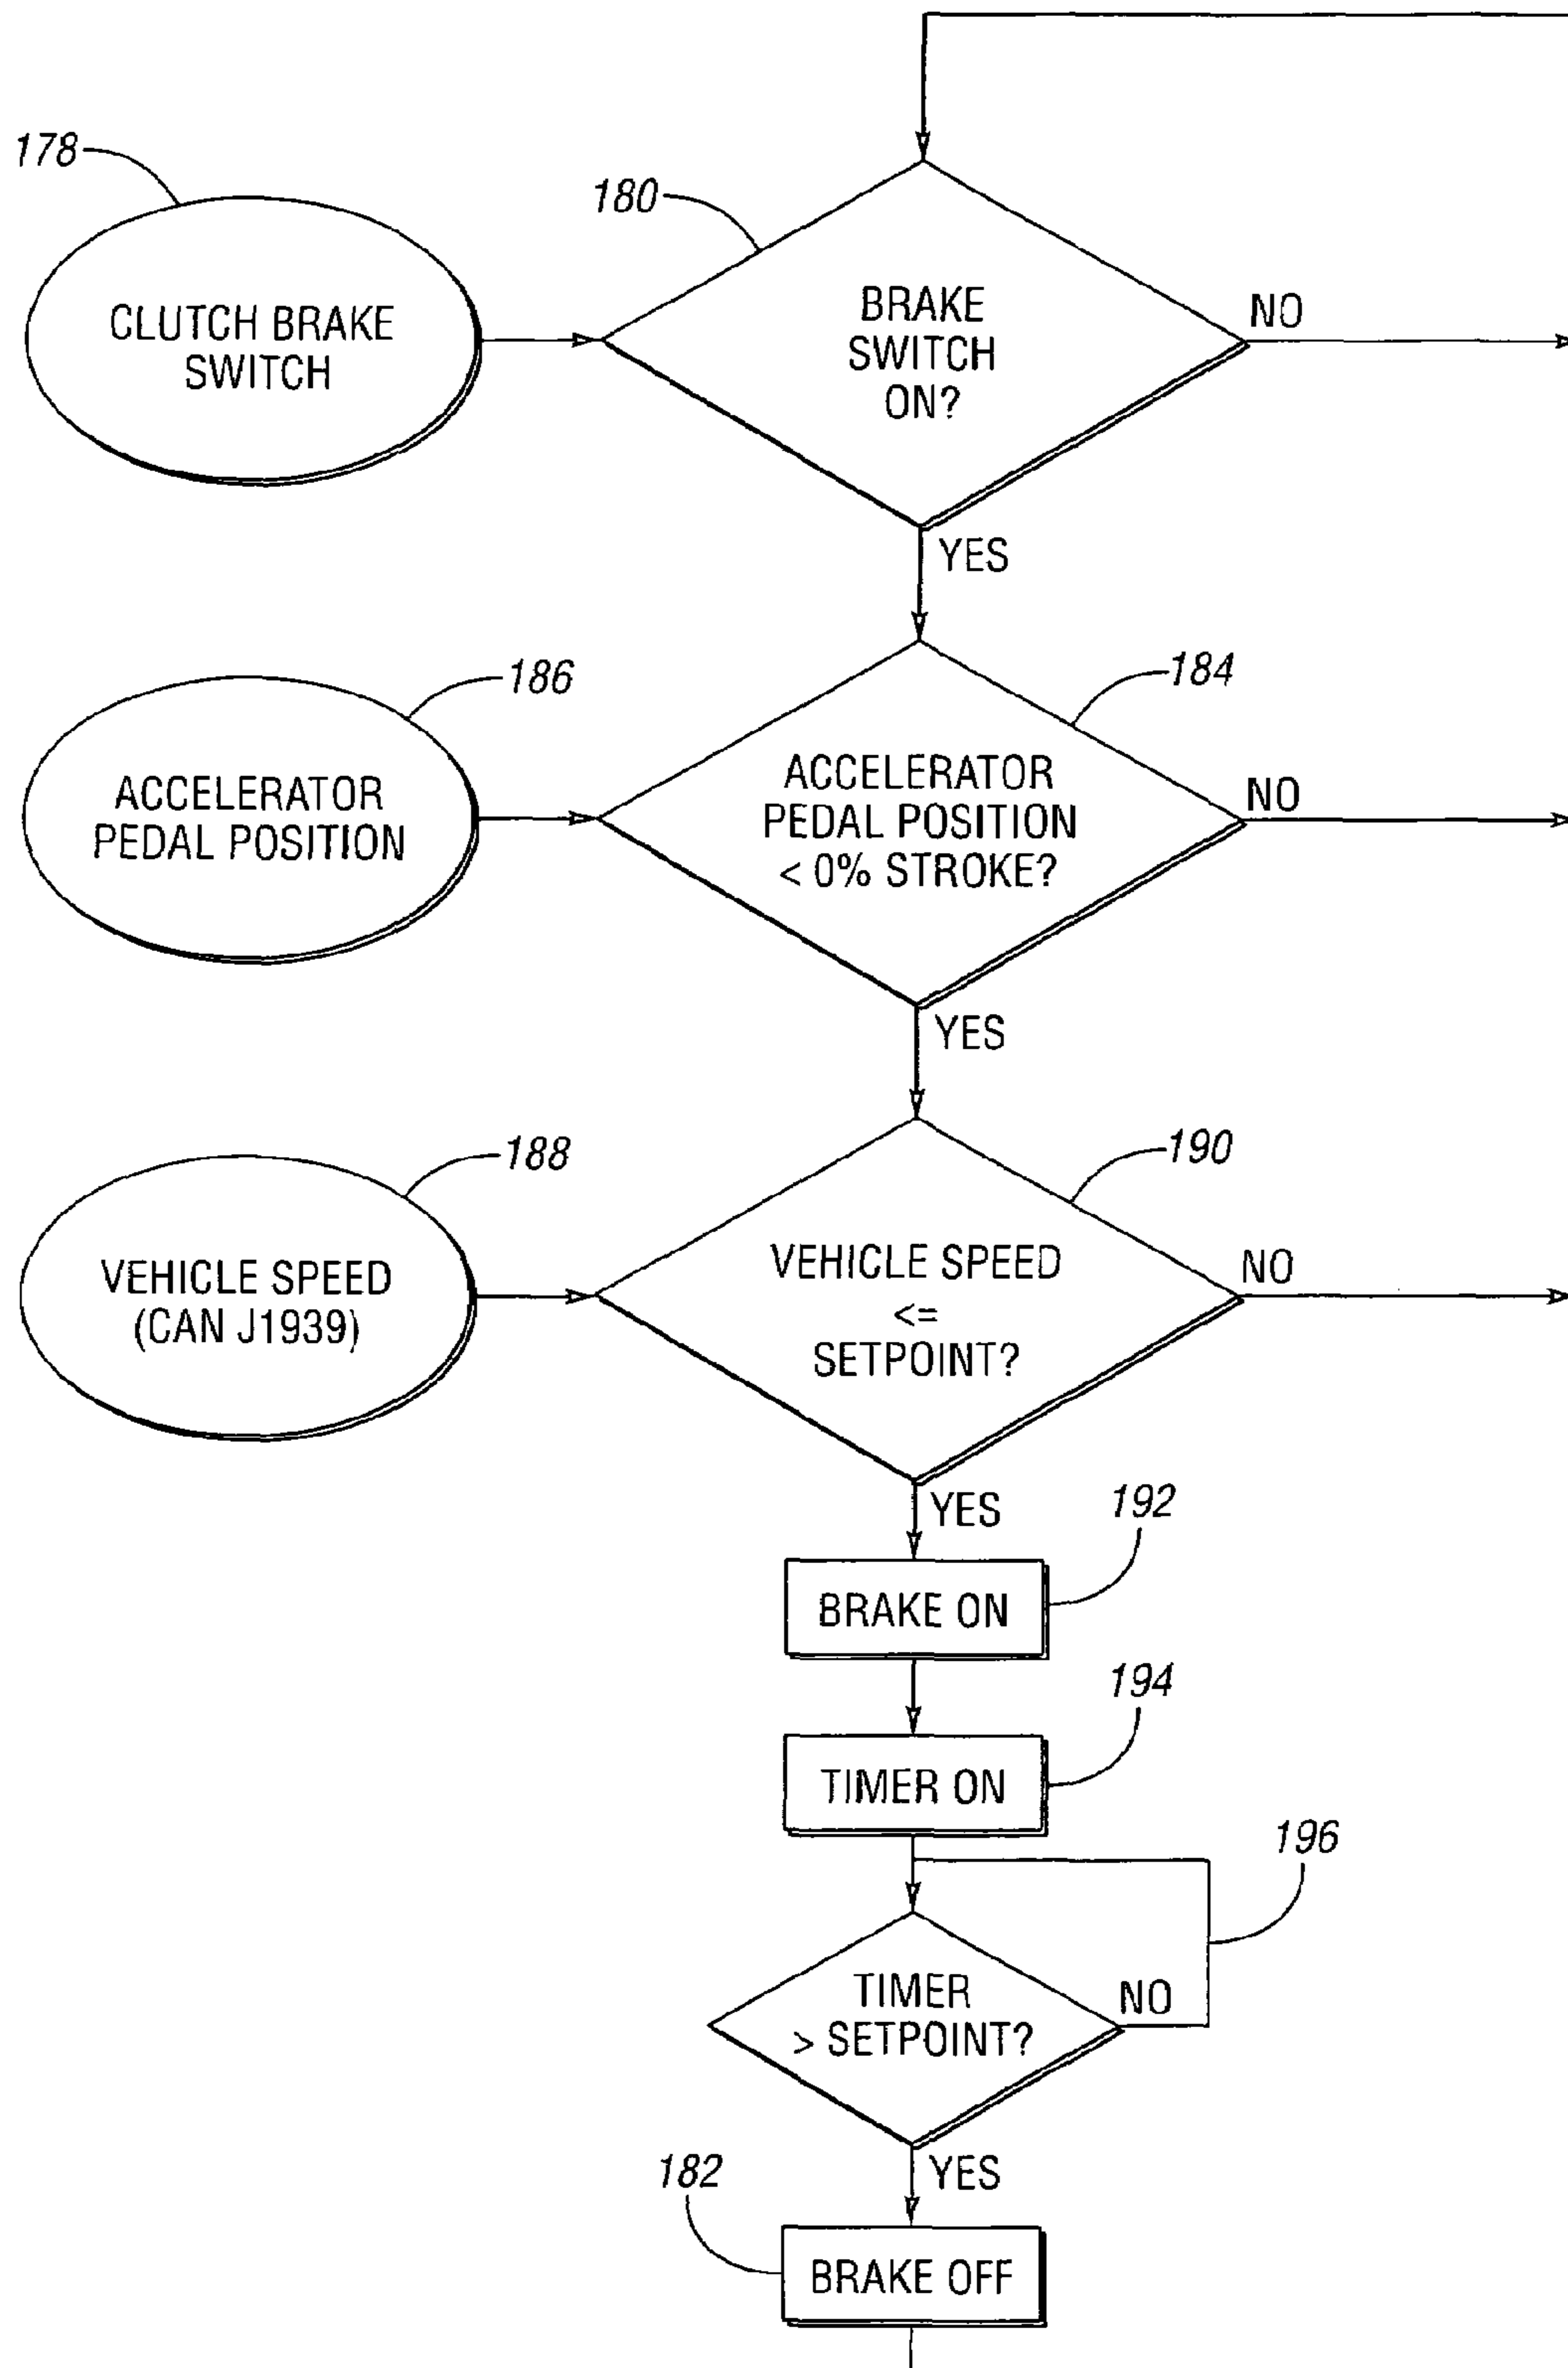 178
180
CLUTCH BRAKE
SWITCH
BRAKE
SWITCH
ON?
NO
YES
186
184
ACCELERATOR
PEDAL POSITION
ACCELERATOR
PEDAL POSITION
< 0% STROKE?
NO
YES
188
190
VEHICLE SPEED
(CAN J1939)
VEHICLE SPEED
<=
SETPOINT?
NO
YES
192
BRAKE ON
194
TIMER ON
196
TIMER
> SETPOINT?
NO
YES
182
BRAKE OFF